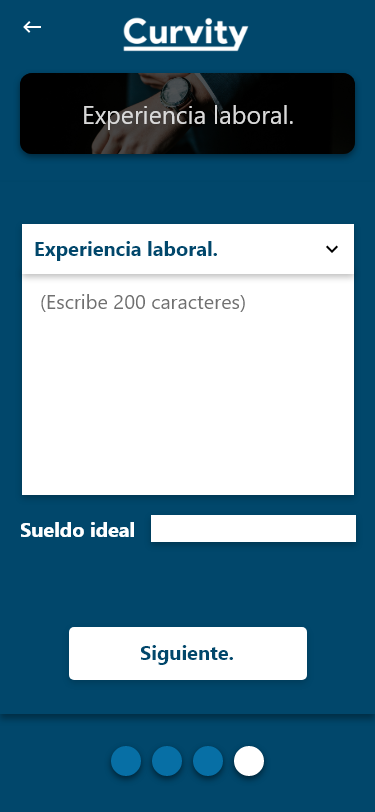 Curvity
Experiencia laboral.
Experiencia laboral.
(Escribe 200 caracteres)
Sueldo ideal
Siguiente.